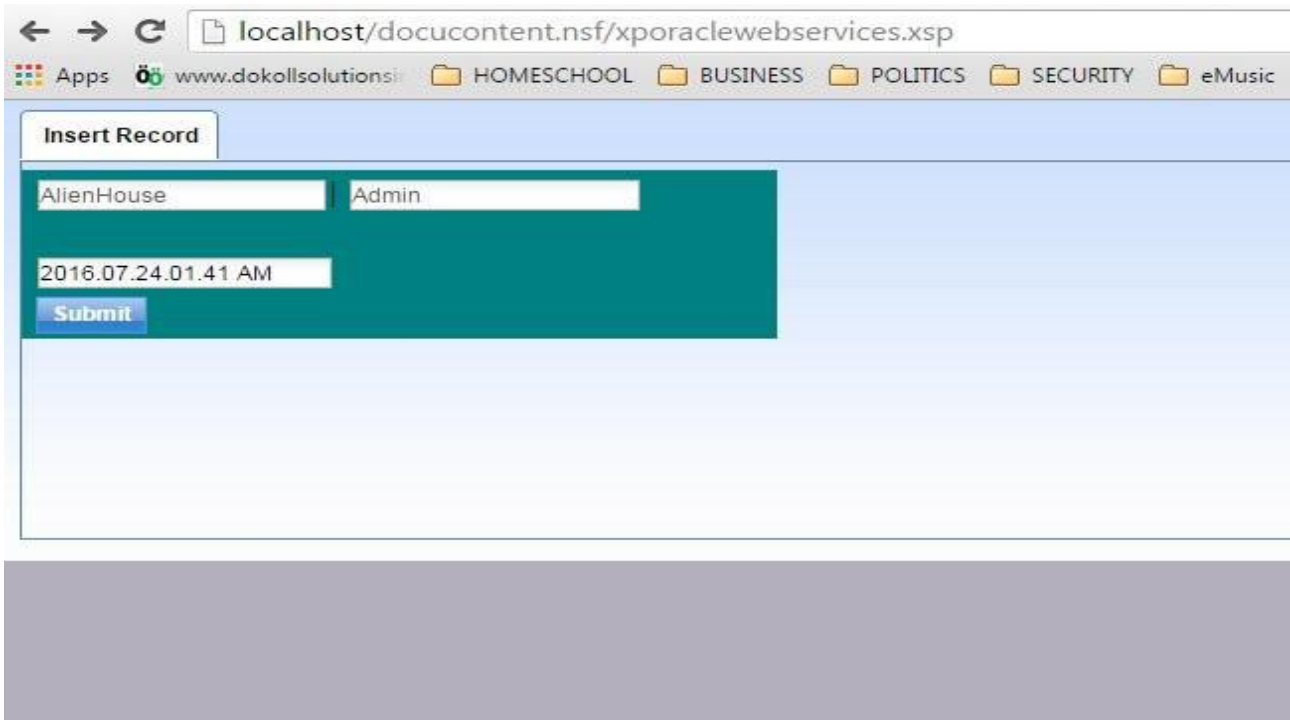 localhost/docucontent.nsf/xporaclewebservices.xsp
Apps www.dokollsolutionsi HOMESCHOOL BUSINESS POLITICS SECURITY eMusic
Insert Record
AlienHouse Admin
2016.07.24.01.41 AM
Submit